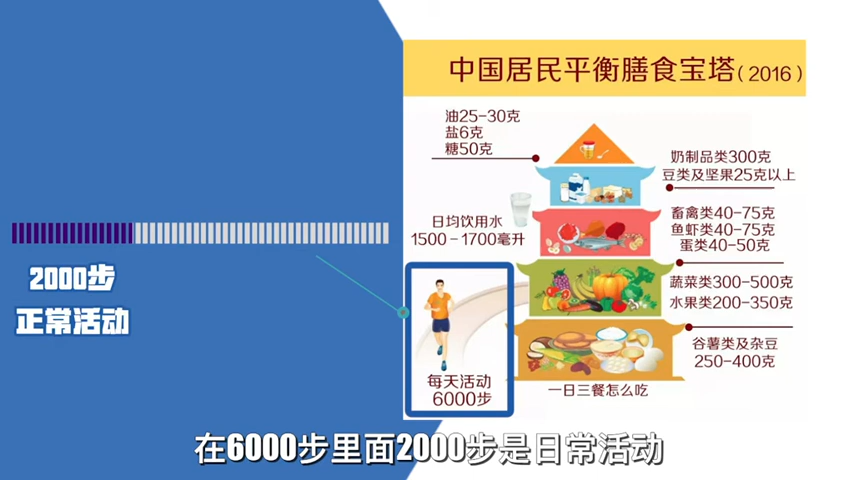 中国居民平衡膳食宝塔（2016）
油25-30克
盐6克
糖50克
奶制品类300克
豆类及坚果25克以上
日均饮用水
1500-1700毫升
畜禽类40-75克
鱼虾类40-75克
蛋类40-50克
蔬菜类300-500克
水果类200-350克
谷薯类及杂豆
250-400克
每天活动
6000步
一日三餐怎么吃
2000步
正常活动
在6000步里面2000步是日常活动